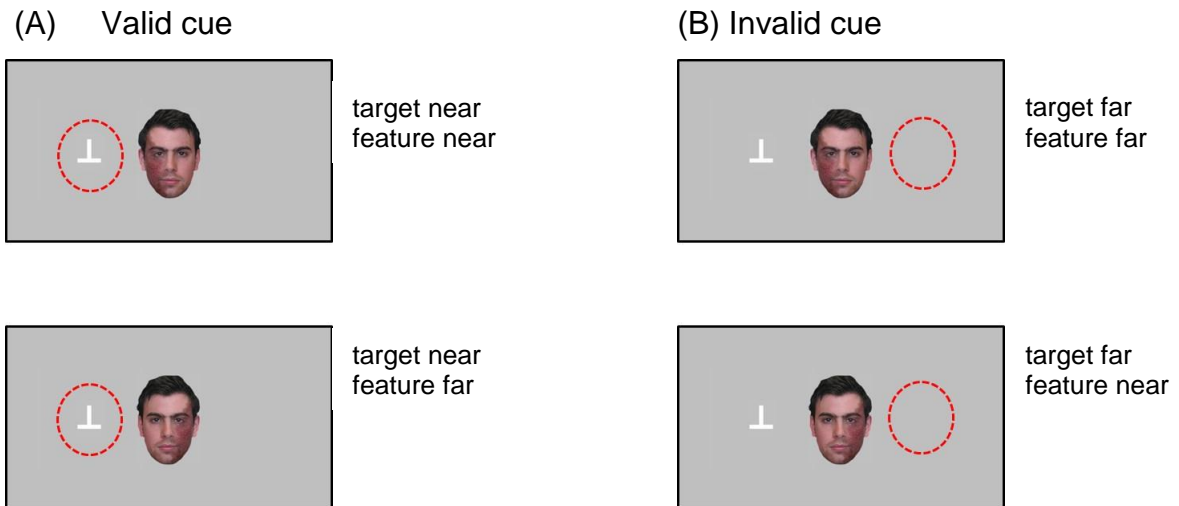 (A) Valid cue
(B) Invalid cue
target near
feature near
target far
feature far
target near
feature far
target far
feature near